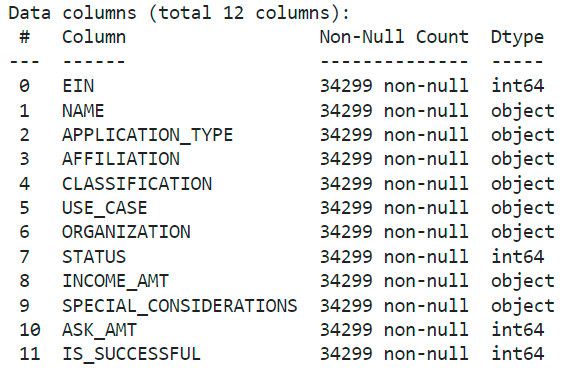 Data columns (total 12 columns):
 #   Column                  Non-Null Count  Dtype
---  ------                  --------------  -----
 0   EIN                     34299 non-null  int64
 1   NAME                    34299 non-null  object
 2   APPLICATION_TYPE        34299 non-null  object
 3   AFFILIATION             34299 non-null  object
 4   CLASSIFICATION          34299 non-null  object
 5   USE_CASE                34299 non-null  object
 6   ORGANIZATION            34299 non-null  object
 7   STATUS                  34299 non-null  int64
 8   INCOME_AMT              34299 non-null  object
 9   SPECIAL_CONSIDERATIONS  34299 non-null  object
 10  ASK_AMT                 34299 non-null  int64
 11  IS_SUCCESSFUL           34299 non-null  int64